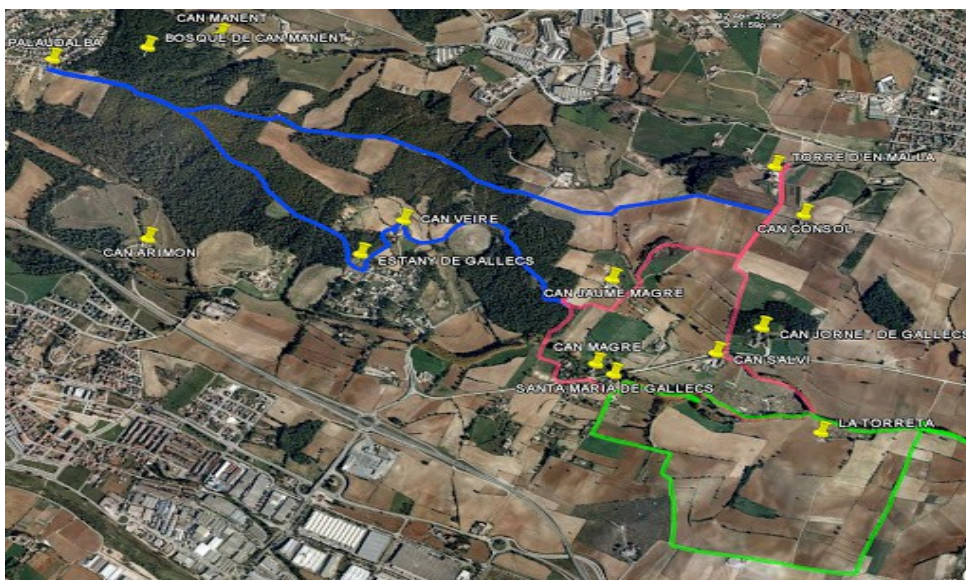 CAN MANENT
PALAUDALBA
BOSQUE DE CAN MANENT
TORRE D'EN MALLA
CAN VEIRE
CAN CONSOL
CAN ARIMON
ESTANY DE GALLECS
CAN JAUME MAGRE
CAN JORNET DE GALLECS
CAN MAGRE
CAN SALVI
SANTA MARIA DE GALLECS
LA TORRETA